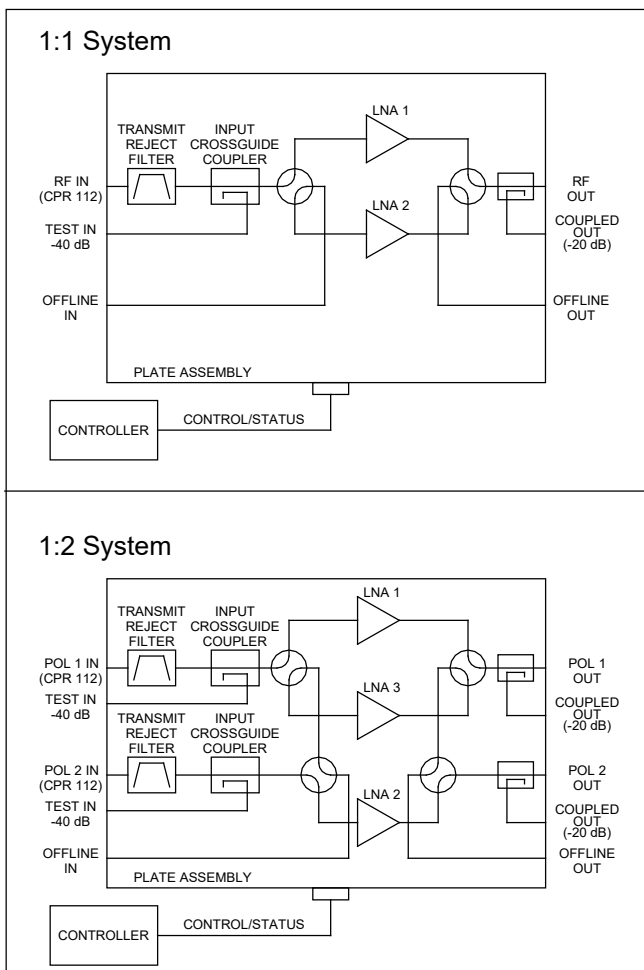 1:1 System
LNA 1
TRANSMIT
REJECT
FILTER
INPUT
CROSSGUIDE
COUPLER
RF IN
(CPR 112)
RF
OUT
TEST IN
-40 dB
LNA 2
COUPLED
OUT
(-20 dB)
OFFLINE
IN
OFFLINE
OUT
PLATE ASSEMBLY
CONTROLLER
CONTROL/STATUS
1:2 System
LNA 1
TRANSMIT
REJECT
FILTER
INPUT
CROSSGUIDE
COUPLER
POL 1 IN
(CPR 112)
POL 1
OUT
TEST IN
-40 dB
LNA 3
COUPLED
OUT
(-20 dB)
TRANSMIT
REJECT
FILTER
INPUT
CROSSGUIDE
COUPLER
POL 2 IN
(CPR 112)
POL 2
OUT
TEST IN
-40 dB
LNA 2
COUPLED
OUT
(-20 dB)
OFFLINE
IN
OFFLINE
OUT
PLATE ASSEMBLY
CONTROLLER
CONTROL/STATUS